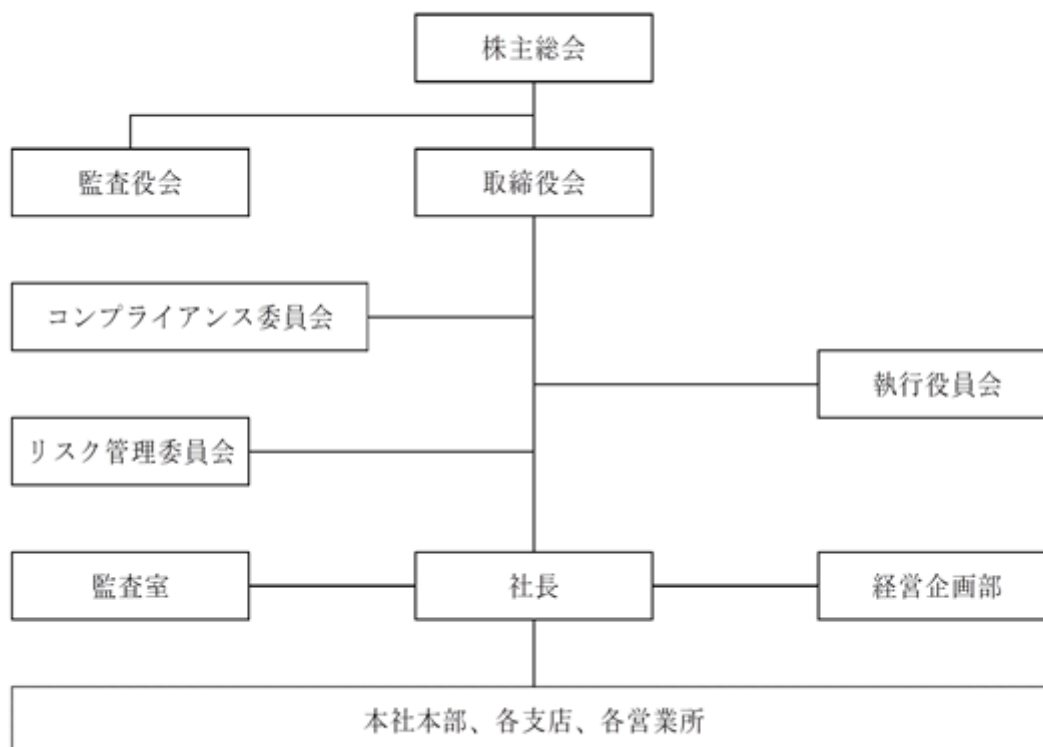 株主総会
監査役会
取締役会
コンプライアンス委員会
執行役員会
リスク管理委員会
監査室
社長
経営企画部
本社本部、各支店、各営業所